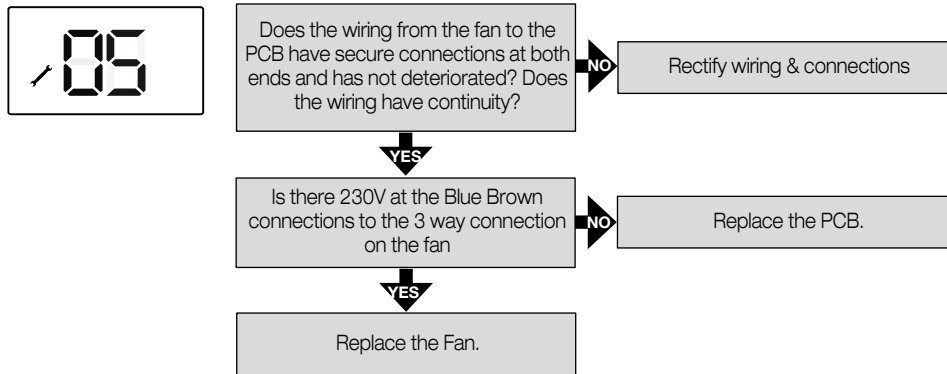 05
Does the wiring from the fan to the
PCB have secure connections at both
ends and has not deteriorated? Does
the wiring have continuity?
NO
Rectify wiring & connections
YES
Is there 230V at the Blue Brown
connections to the 3 way connection
on the fan
NO
Replace the PCB.
YES
Replace the Fan.